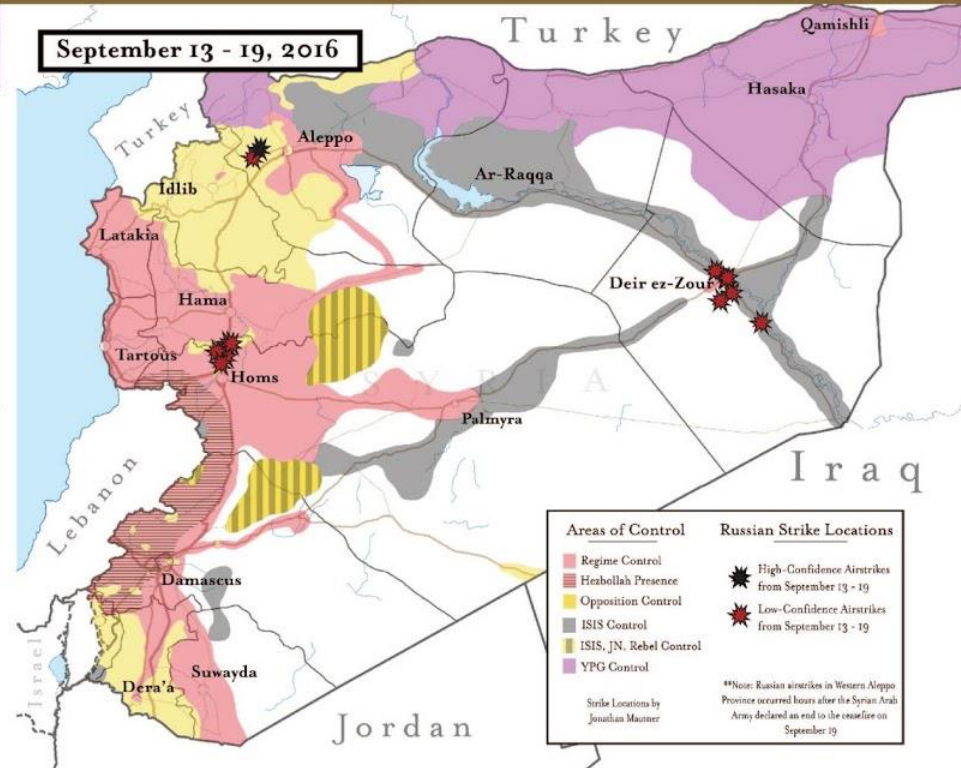 September 13 - 19, 2016
Turkey
Qamishli
Hasaka
Turkey
Aleppo
Ar-Raqqa
Idlib
Latakia
Deir ez-Zour
Hama
Tartous
Homs
SYRIA
Palmyra
Iraq
Lebanon
Damascus
Israel
Suwayda
Dera'a
Jordan
Areas of Control
Regime Control
Hezbollah Presence
Opposition Control
ISIS Control
ISIS, JN, Rebel Control
YPG Control
Strike Locations by
Jonathan Mautner
Russian Strike Locations
High-Confidence Airstrikes
from September 13 - 19
Low-Confidence Airstrikes
from September 13 - 19
**Note: Russian airstrikes in Western Aleppo
Province occurred hours after the Syrian Arab
Army declared an end to the ceasefire on
September 19